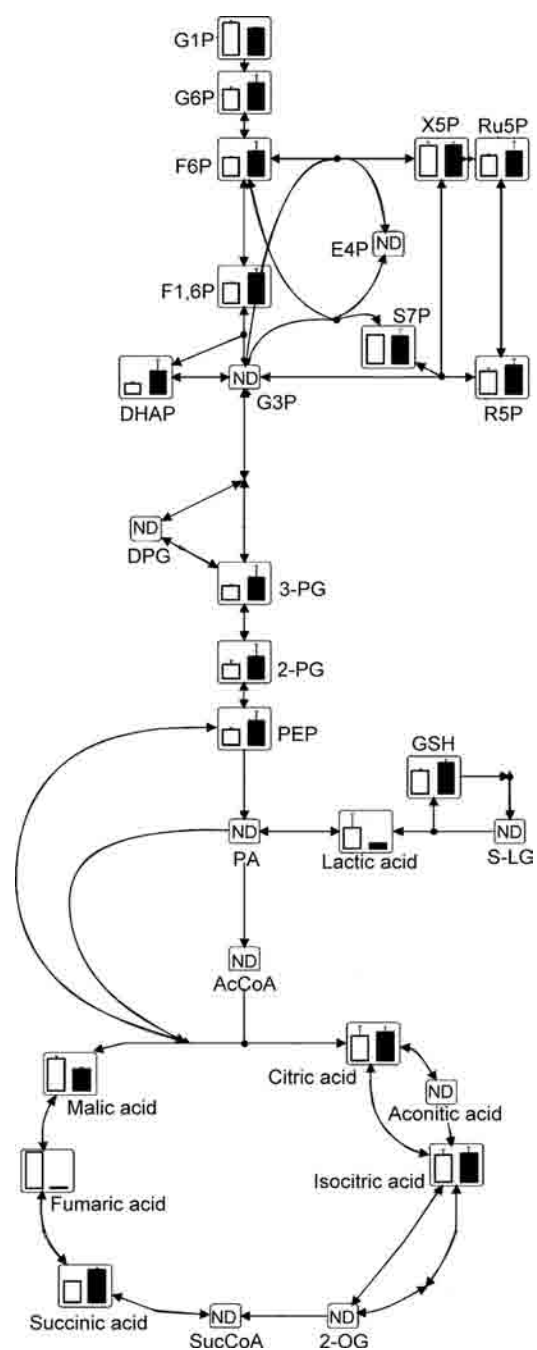 G1P
G6P
X5P Ru5P
F6P
ND
E4P
F1,6P
S7P
ND
DHAP
G3P
R5P
ND
DPG
3-PG
2-PG
PEP
GSH
ND
ND
PA
Lactic acid
S-LG
ND
AcCoA
Citric acid
ND
Malic acid
Aconitic acid
Isocitric acid
Fumaric acid
ND
ND
Succinic acid
SucCoA
2-OG